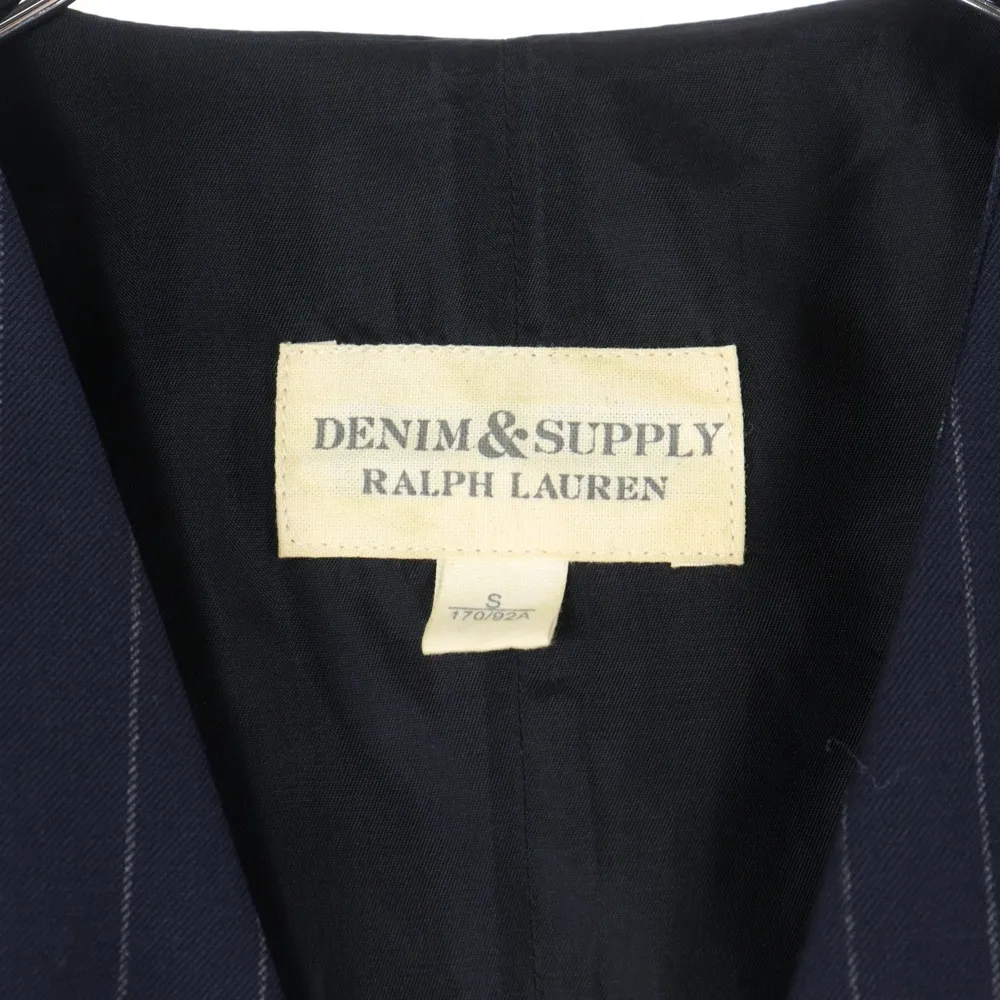 DENIM & SUPPLY
RALPH LAUREN
S
170/92A